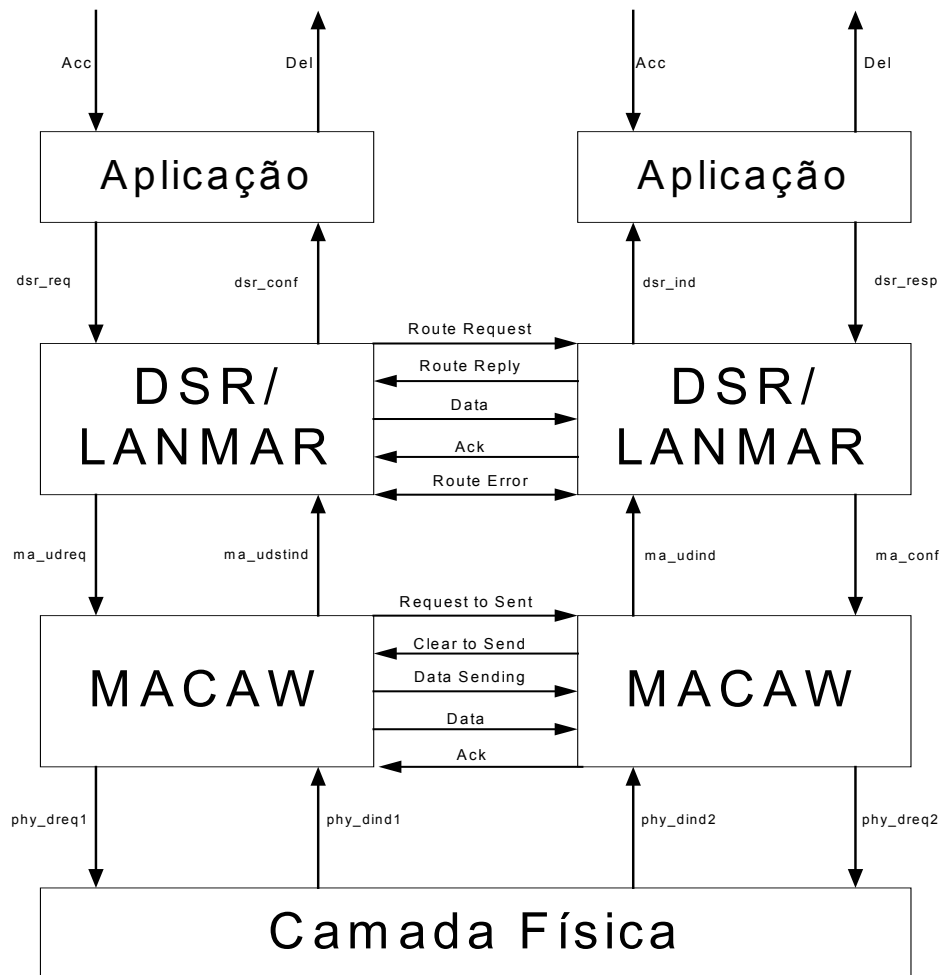 Acc Del Acc Del
Aplicação Aplicação
dsr_req dsr_conf dsr_ind dsr_resp
Route Request
Route Reply
Data
Ack
Route Error
DSR/
LANMAR
DSR/
LANMAR
ma_udreq ma_udstind ma_udind ma_conf
Request to Sent
Clear to Send
Data Sending
Data
Ack
MACAW MACAW
phy_dreq1 phy_dind1 phy_dind2 phy_dreq2
Camada Física